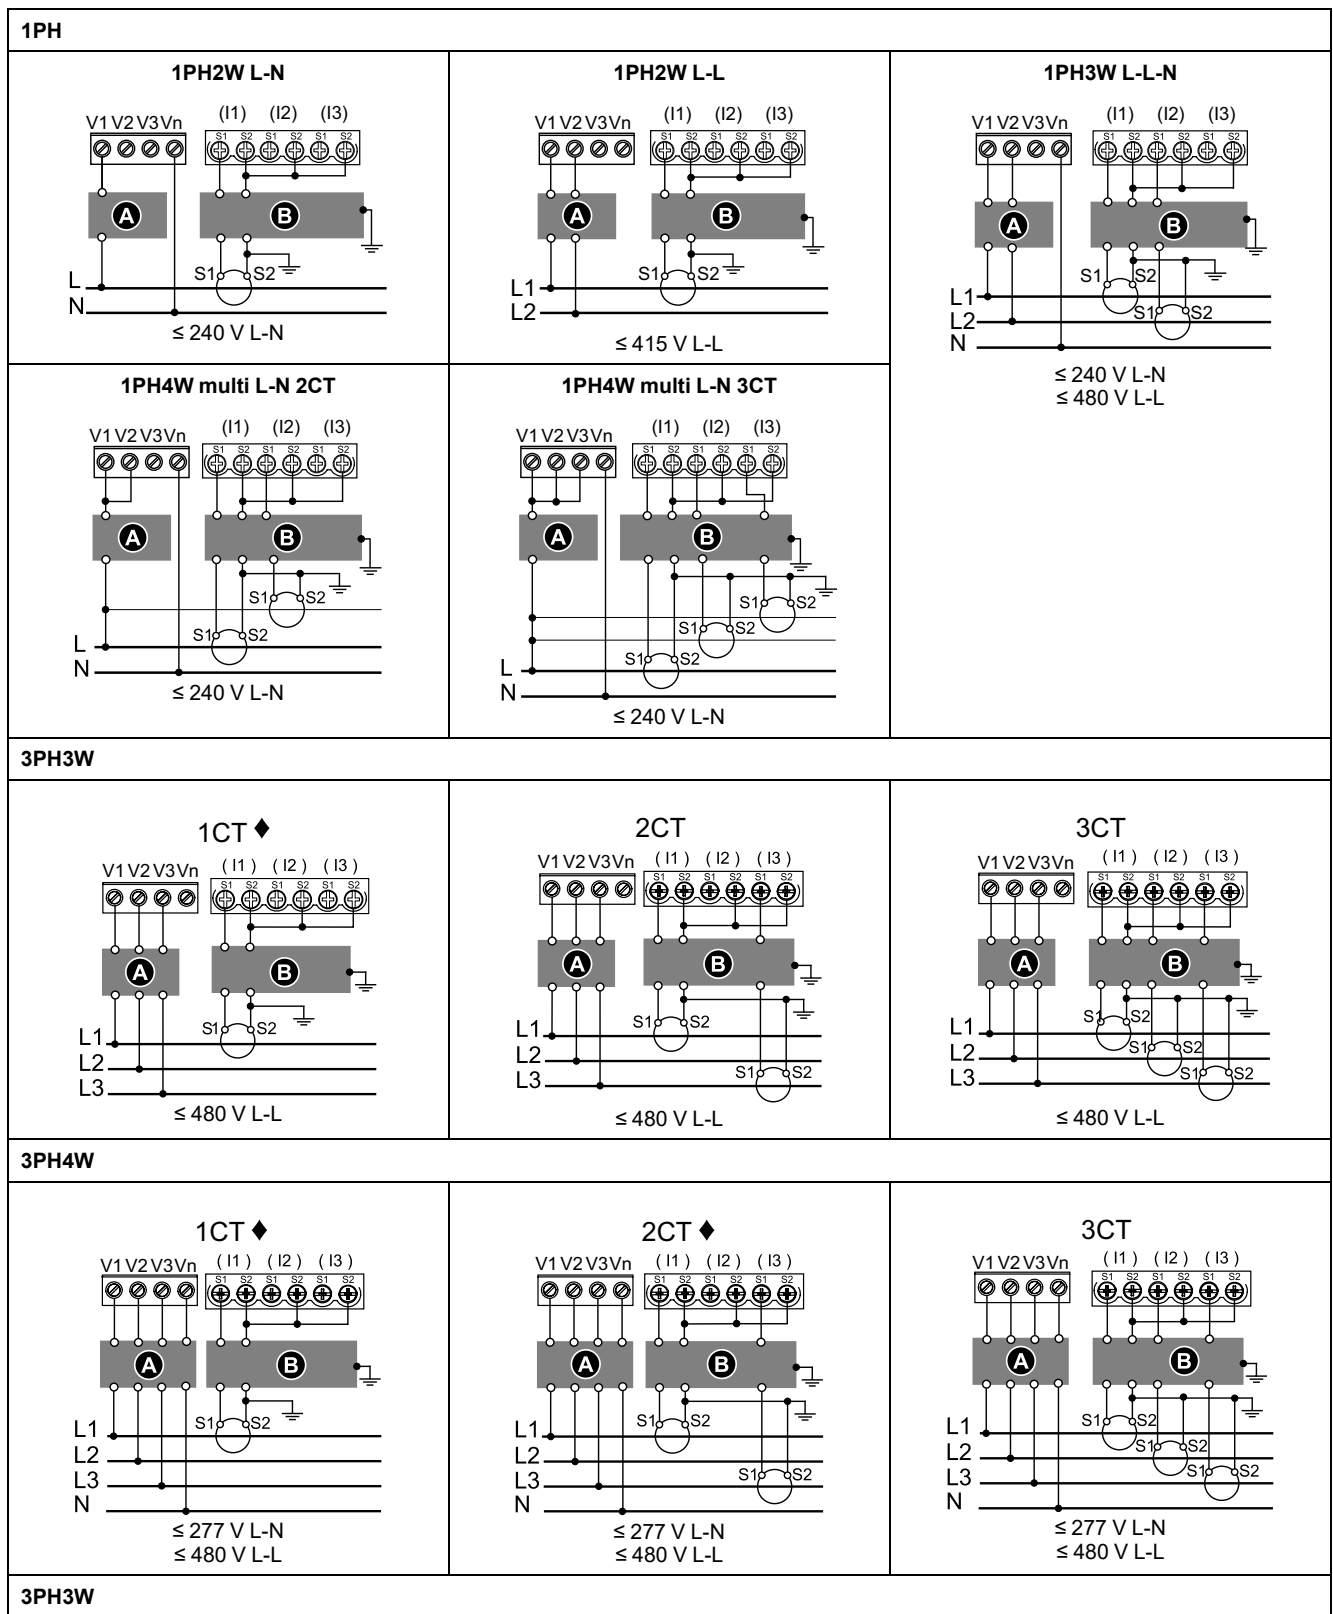 1PH
1PH2W L-N
V1 V2 V3 Vn (I1) (I2) (I3)
S1 S2 S1 S2 S1 S2
A B
S1 S2
L
N
≤ 240 V L-N
1PH2W L-L
V1 V2 V3 Vn (I1) (I2) (I3)
S1 S2 S1 S2 S1 S2
A B
S1 S2
L1
L2
≤ 415 V L-L
1PH3W L-L-N
V1 V2 V3 Vn (I1) (I2) (I3)
S1 S2 S1 S2 S1 S2
A B
S1 S2
L1
S1 S2
L2
N
≤ 240 V L-N
≤ 480 V L-L
1PH4W multi L-N 2CT
V1 V2 V3 Vn (I1) (I2) (I3)
S1 S2 S1 S2 S1 S2
A B
S1 S2
S1 S2
L
N
≤ 240 V L-N
1PH4W multi L-N 3CT
V1 V2 V3 Vn (I1) (I2) (I3)
S1 S2 S1 S2 S1 S2
A B
S1 S2
S1 S2
S1 S2
L
N
≤ 240 V L-N
3PH3W
1CT ♦
V1 V2 V3 Vn ( I1 ) ( I2 ) ( I3 )
S1 S2 S1 S2 S1 S2
A B
S1 S2
L1
L2
L3
≤ 480 V L-L
2CT
V1 V2 V3 Vn ( I1 ) ( I2 ) ( I3 )
S1 S2 S1 S2 S1 S2
A B
S1 S2
L1
L2
S1 S2
L3
≤ 480 V L-L
3CT
V1 V2 V3 Vn ( I1 ) ( I2 ) ( I3 )
S1 S2 S1 S2 S1 S2
A B
S1 S2
L1
S1 S2
L2
S1 S2
L3
≤ 480 V L-L
3PH4W
1CT ♦
V1 V2 V3 Vn ( I1 ) ( I2 ) ( I3 )
S1 S2 S1 S2 S1 S2
A B
S1 S2
L1
L2
L3
N
≤ 277 V L-N
≤ 480 V L-L
2CT ♦
V1 V2 V3 Vn ( I1 ) ( I2 ) ( I3 )
S1 S2 S1 S2 S1 S2
A B
S1 S2
L1
L2
S1 S2
L3
N
≤ 277 V L-N
≤ 480 V L-L
3CT
V1 V2 V3 Vn ( I1 ) ( I2 ) ( I3 )
S1 S2 S1 S2 S1 S2
A B
S1 S2
L1
S1 S2
L2
S1 S2
L3
N
≤ 277 V L-N
≤ 480 V L-L
3PH3W